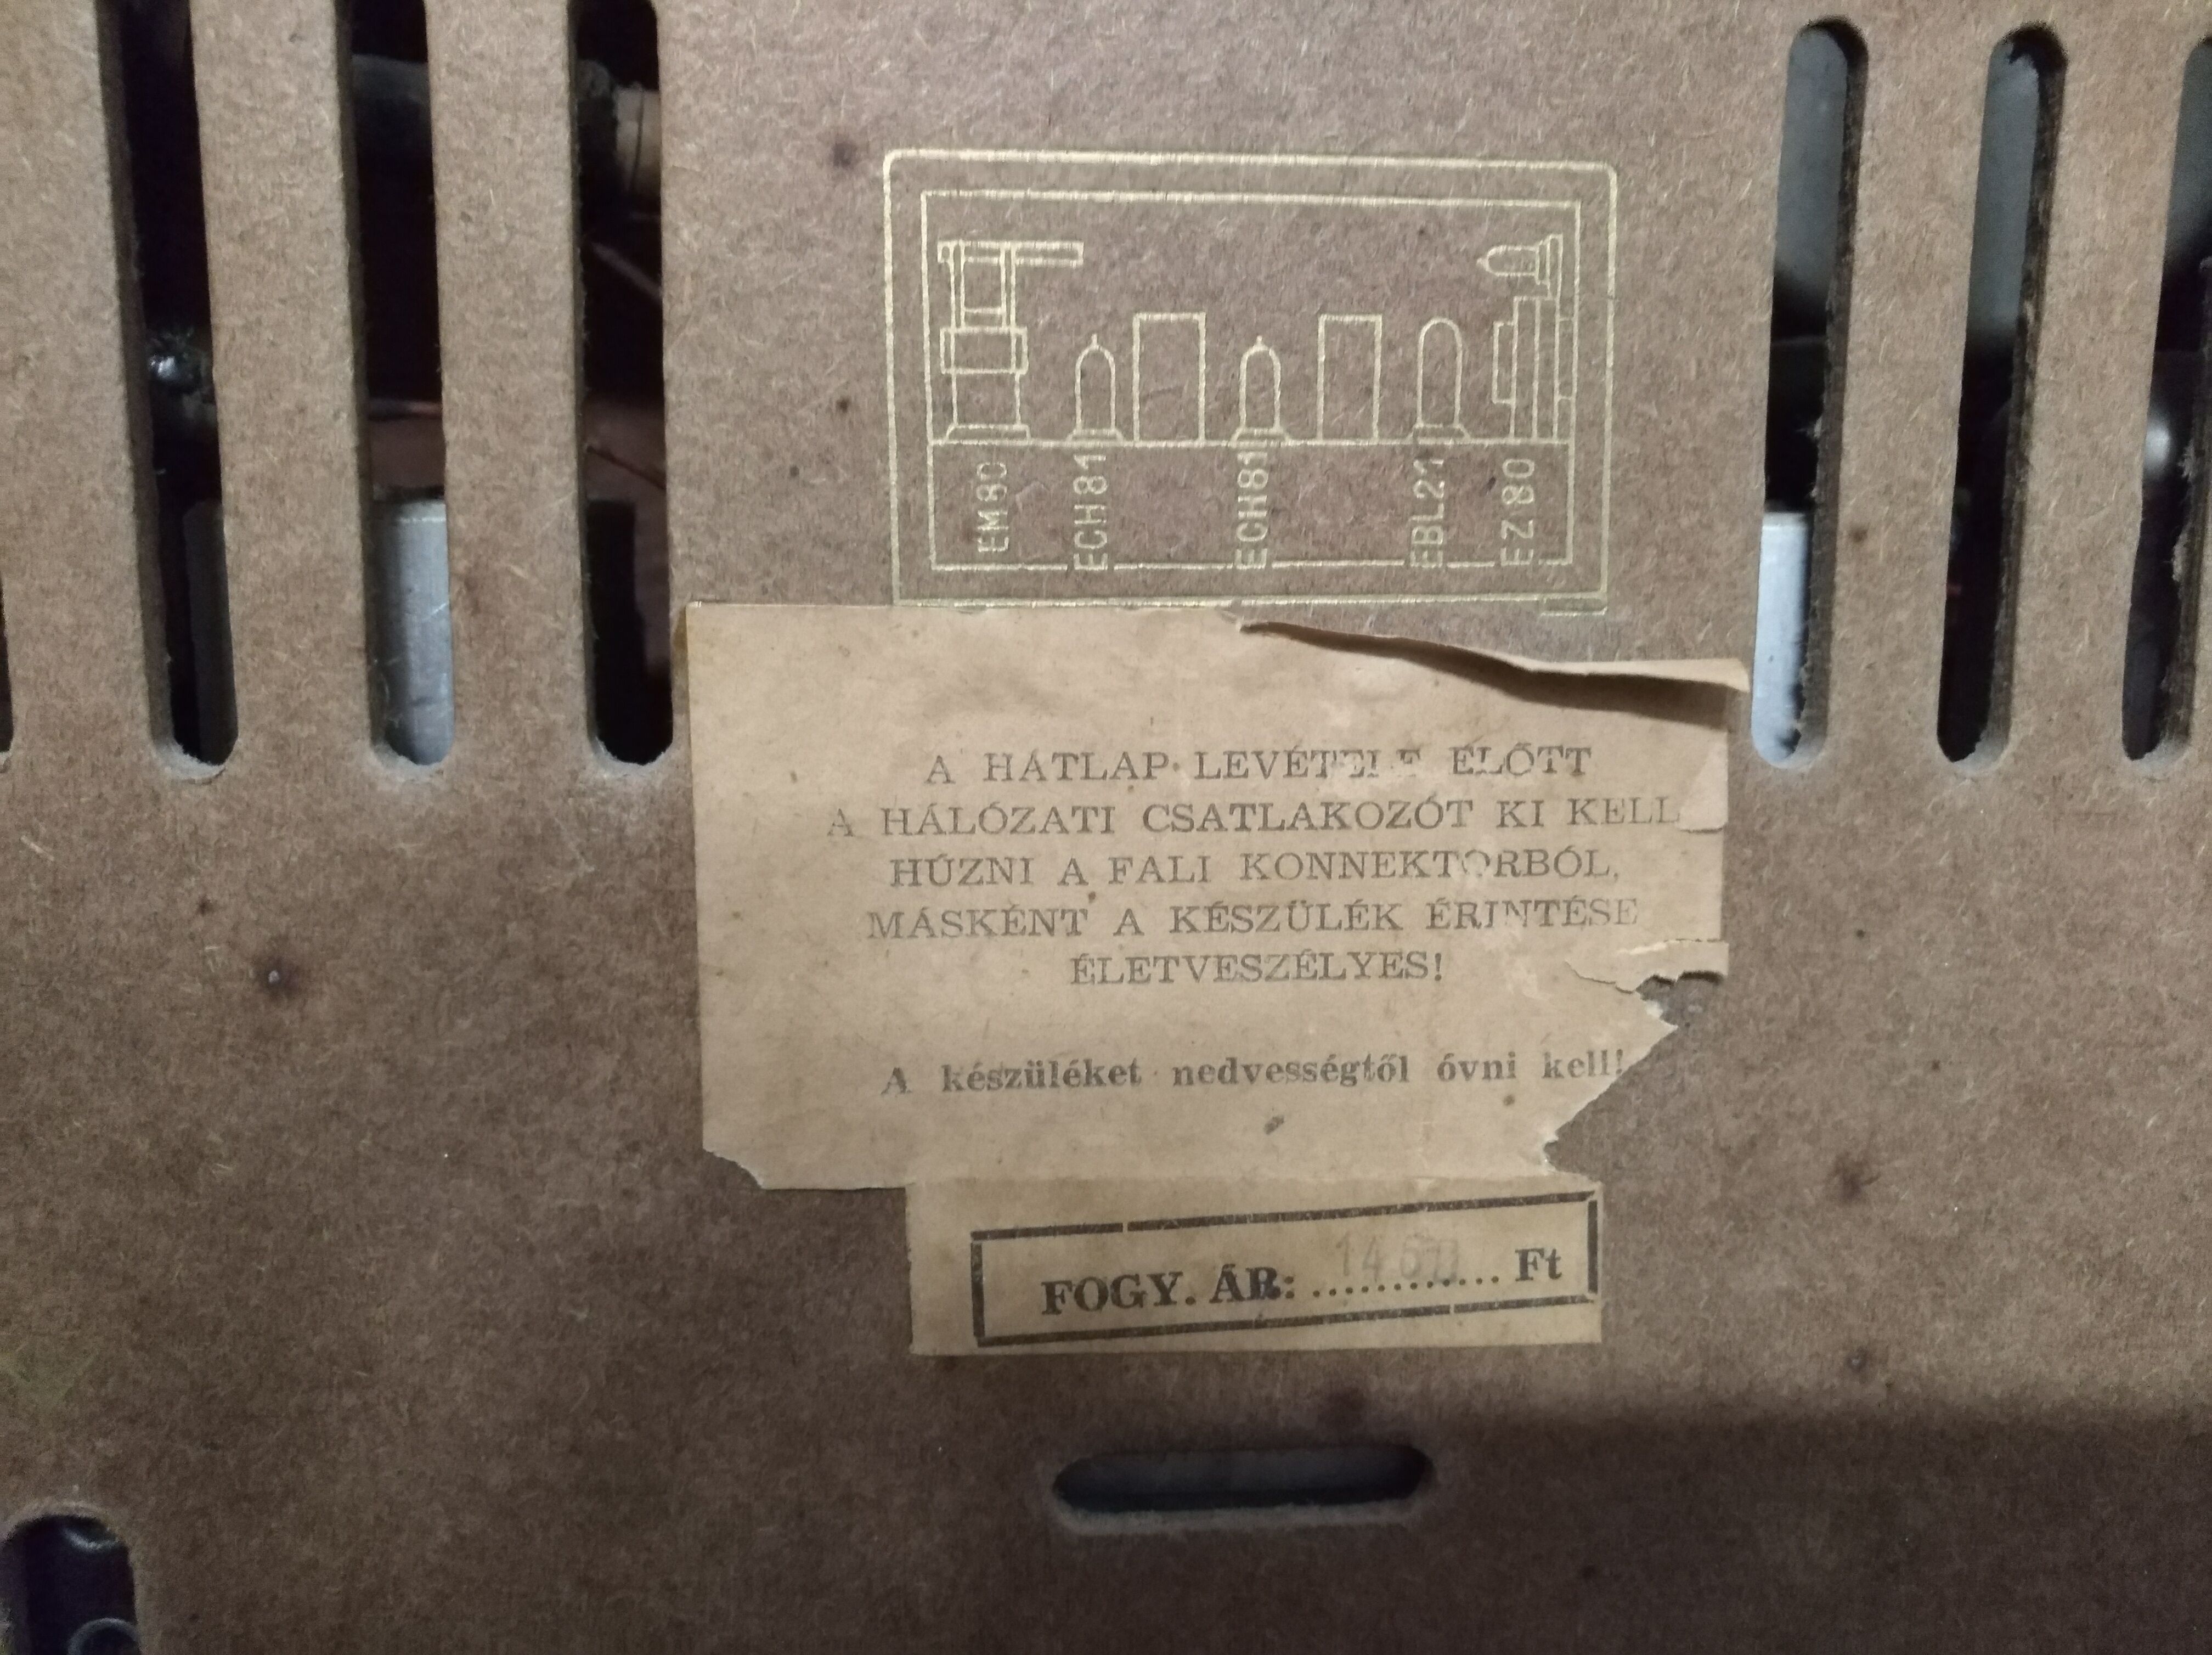 EM80
ECH81
ECH81
EBL21
EZ80
A HÁTLAP LEVÉTELE ELŐTT
A HÁLÓZATI CSATLAKOZÓT KI KELL
HÚZNI A FALI KONNEKTORBÓL,
MÁSKÉNT A KÉSZÜLÉK ÉRINTÉSE
ÉLETVESZÉLYES!
A készüléket nedvességtől óvni kell!
FOGY. ÁR: ............ Ft